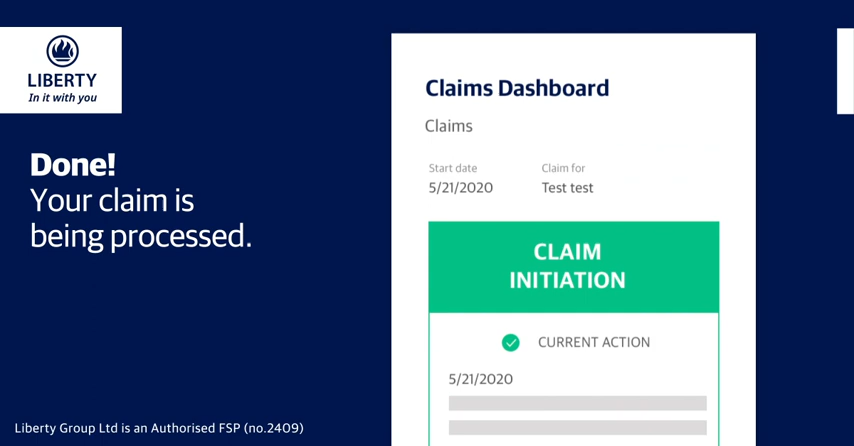 LIBERTY
In it with you
Done!
Your claim is
being processed.
Liberty Group Ltd is an Authorised FSP (no.2409)
Claims Dashboard
Claims
Start date
Claim for
5/21/2020
Test test
CLAIM
INITIATION
CURRENT ACTION
5/21/2020